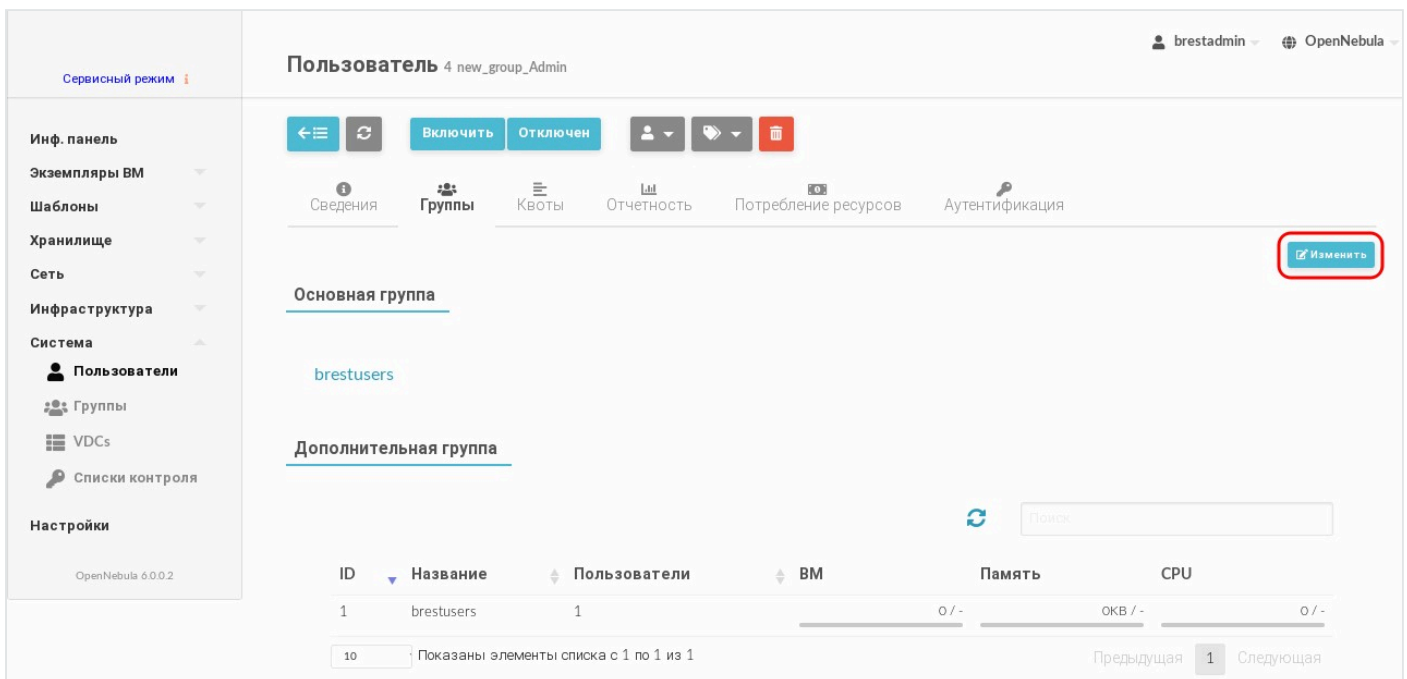 brestadmin OpenNebula
Сервисный режим
Пользователь 4 new_group_Admin
Включить Отключен
Инф. панель
Экземпляры ВМ
Шаблоны
Хранилище
Сеть
Инфраструктура
Система
Пользователи
Группы
VDCs
Списки контроля
Настройки
OpenNebula 6.0.0.2
Сведения Группы Квоты Отчетность Потребление ресурсов Аутентификация
Изменить
Основная группа
brestusers
Дополнительная группа
Поиск
ID Название Пользователи ВМ Память CPU
1 brestusers 1 0 / - 0KB / - 0 / -
10 Показаны элементы списка с 1 по 1 из 1
Предыдущая 1 Следующая